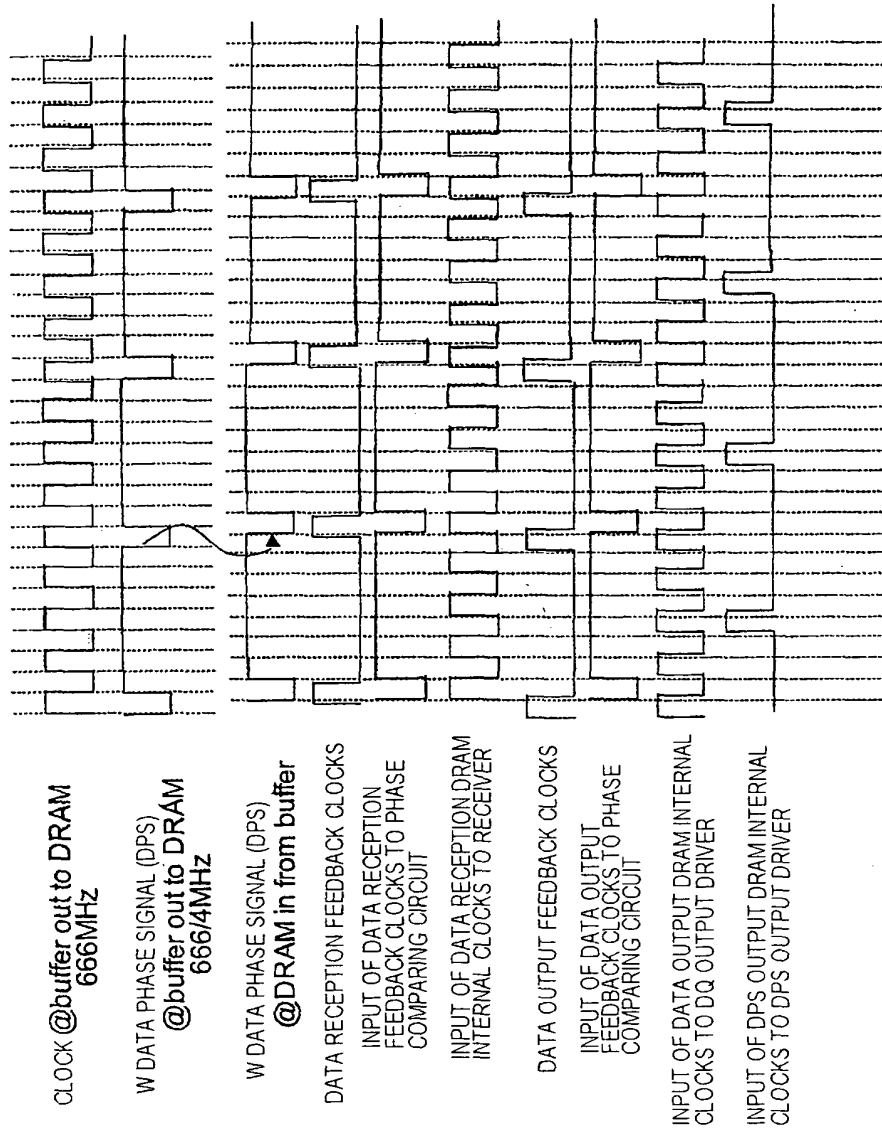 CLOCK @buffer out to DRAM
666MHz
W DATA PHASE SIGNAL (DPS)
@buffer out to DRAM
666/4MHz
W DATA PHASE SIGNAL (DPS)
@DRAM in from buffer
DATA RECEPTION FEEDBACK CLOCKS
INPUT OF DATA RECEPTION
FEEDBACK CLOCKS TO PHASE
COMPARING CIRCUIT
INPUT OF DATA RECEPTION DRAM
INTERNAL CLOCKS TO RECEIVER
DATA OUTPUT FEEDBACK CLOCKS
INPUT OF DATA OUTPUT
FEEDBACK CLOCKS TO PHASE
COMPARING CIRCUIT
INPUT OF DATA OUTPUT DRAM INTERNAL
CLOCKS TO DQ OUTPUT DRIVER
INPUT OF DPS OUTPUT DRAM INTERNAL
CLOCKS TO DPS OUTPUT DRIVER